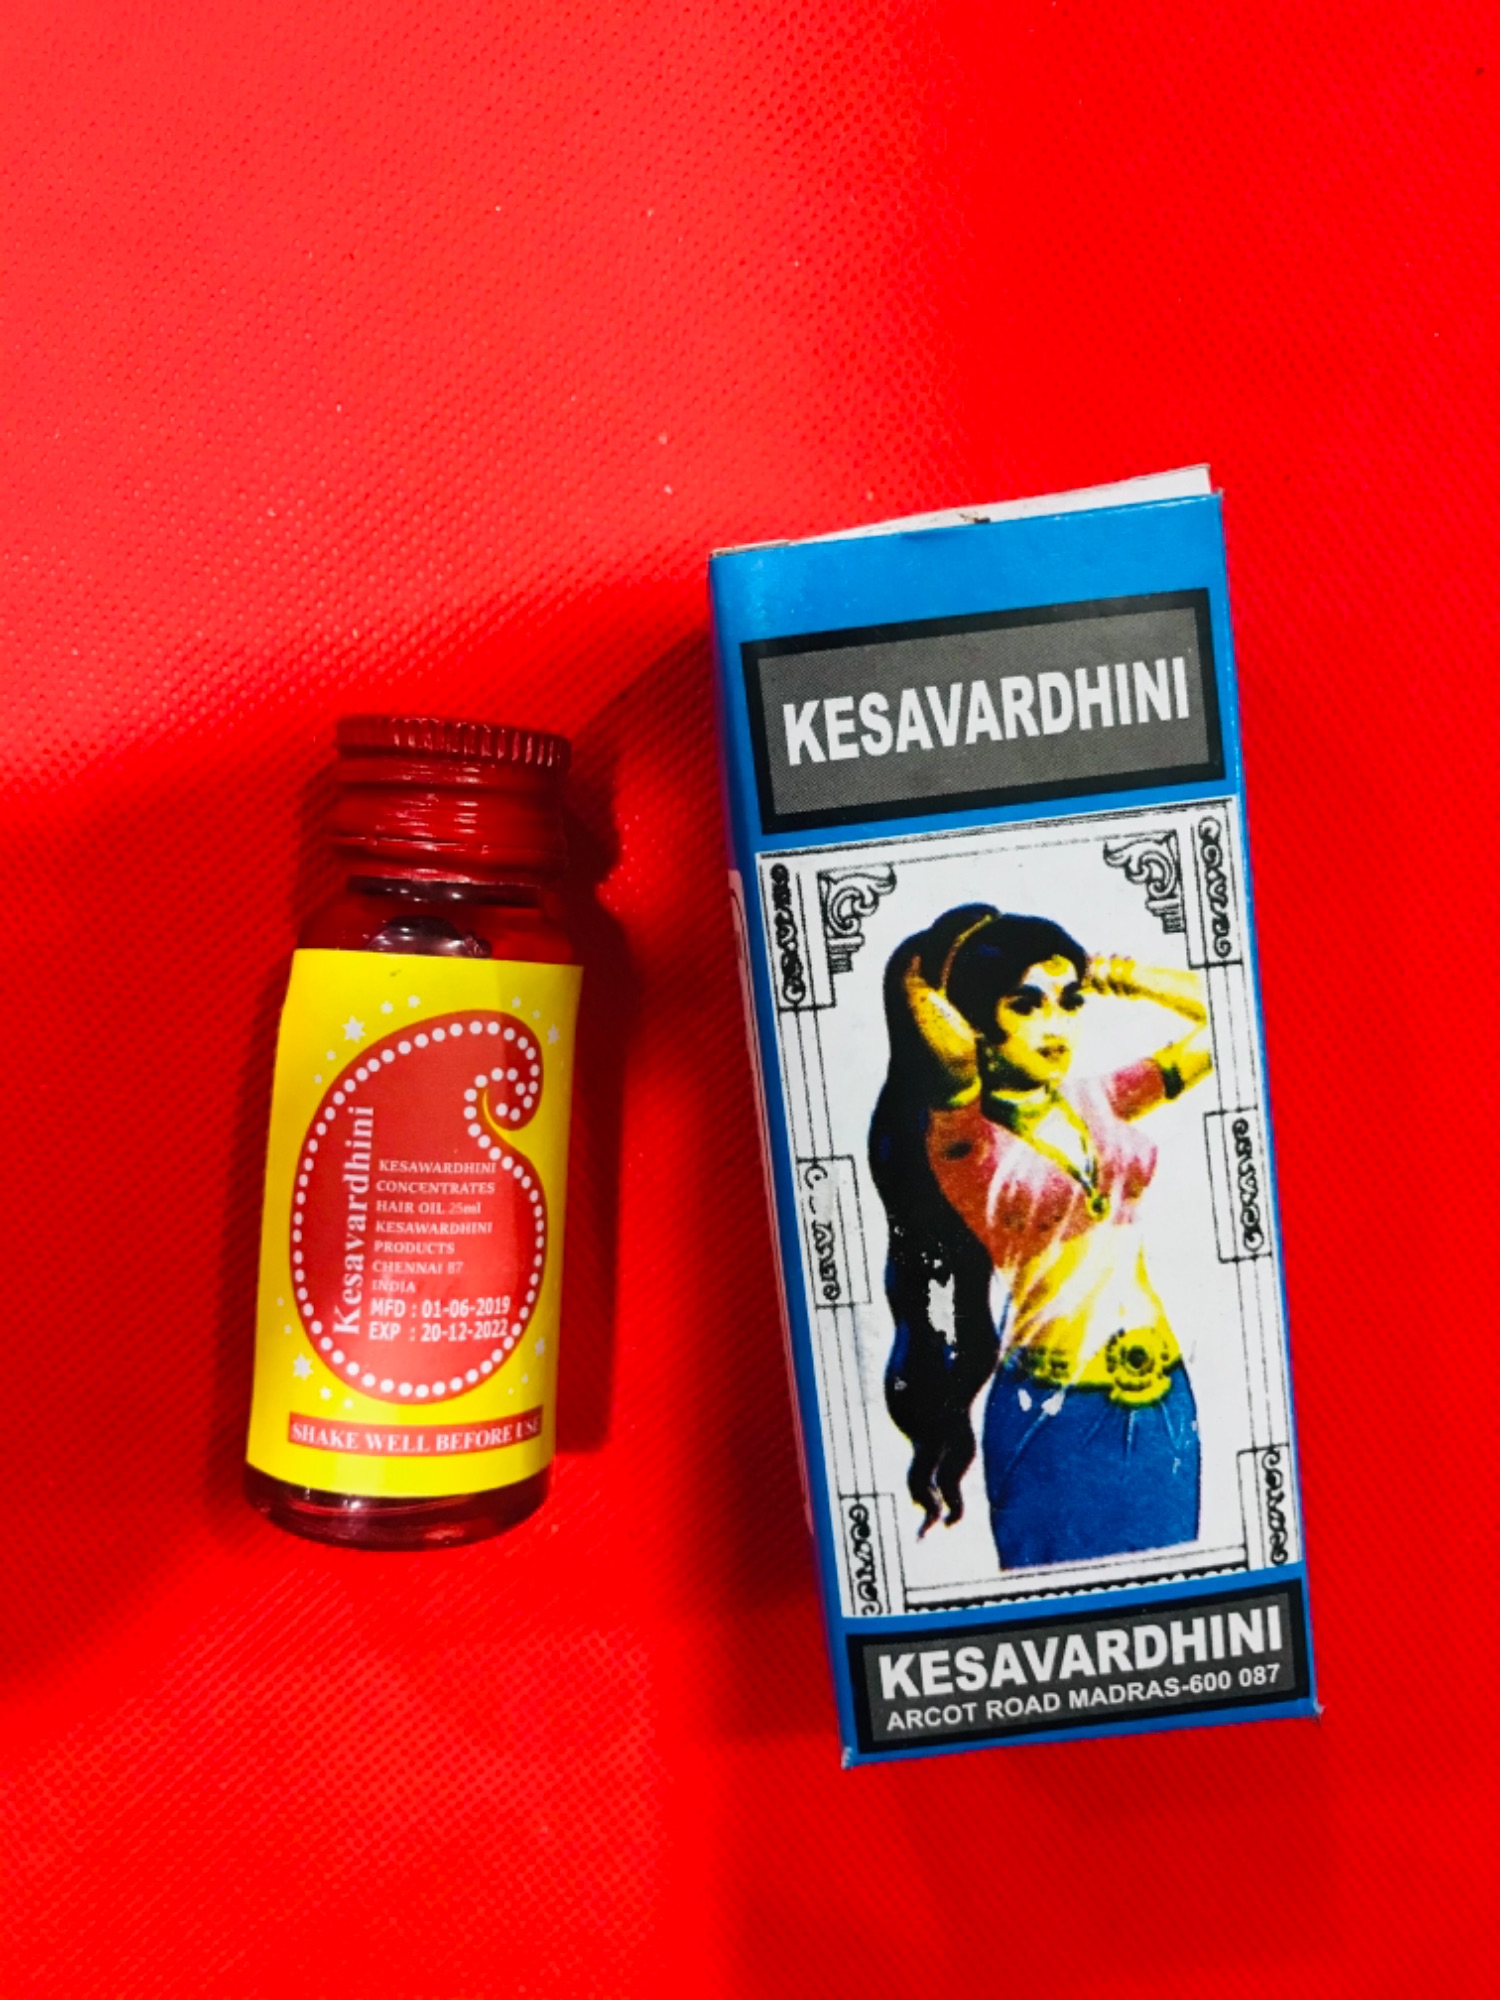 Kesavardhini
KESAWARDHINI
CONCENTRATES
HAIR OIL 25ml
KESAWARDHINI
PRODUCTS
CHENNAI 87
INDIA
MFD : 01-06-2019
EXP : 20-12-2022
SHAKE WELL BEFORE USE
KESAVARDHINI
KESAVARDHINI
ARCOT ROAD MADRAS-600 087